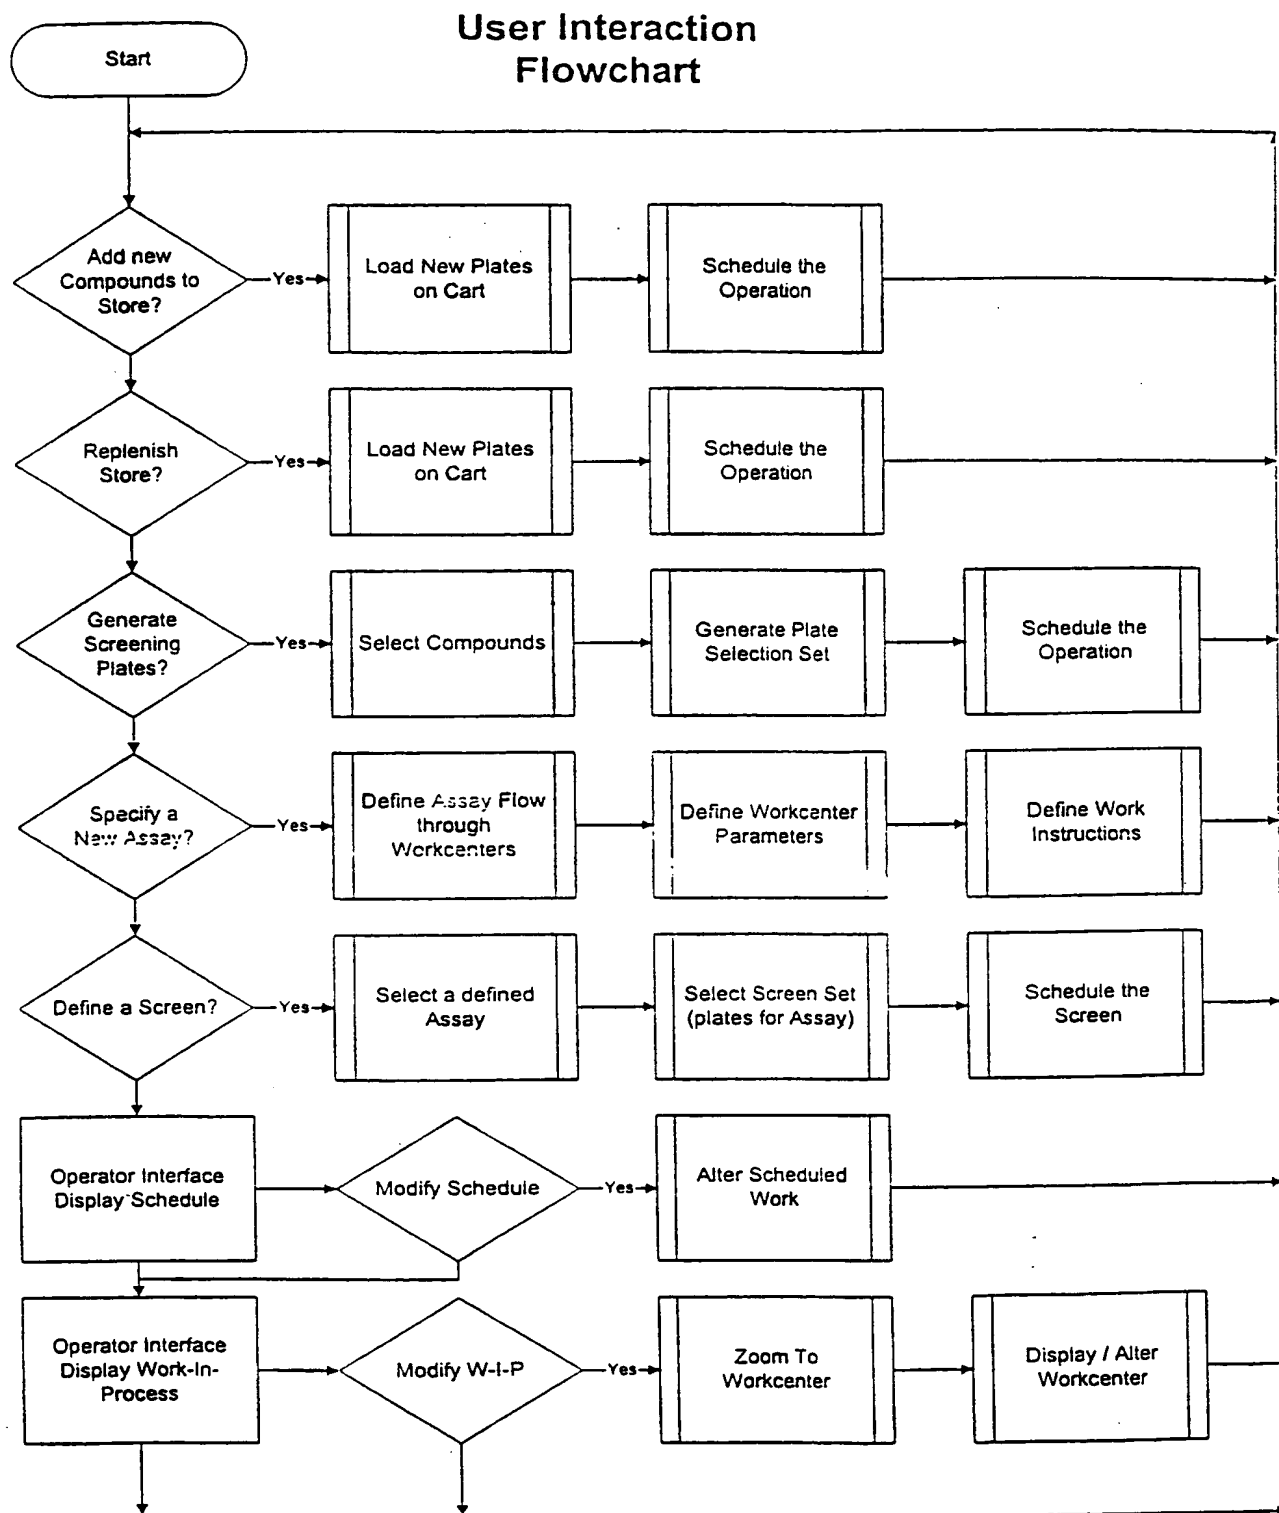 User Interaction
Flowchart
Start
Add new
Compounds to
Store?
Yes
Load New Plates
on Cart
Schedule the
Operation
Replenish
Store?
Yes
Load New Plates
on Cart
Schedule the
Operation
Generate
Screening
Plates?
Yes
Select Compounds
Generate Plate
Selection Set
Schedule the
Operation
Specify a
New Assay?
Yes
Define Assay Flow
through
Workcenters
Define Workcenter
Parameters
Define Work
Instructions
Define a Screen?
Yes
Select a defined
Assay
Select Screen Set
(plates for Assay)
Schedule the
Screen
Operator Interface
Display Schedule
Modify Schedule
Yes
Alter Scheduled
Work
Operator Interface
Display Work-In-
Process
Modify W-I-P
Yes
Zoom To
Workcenter
Display / Alter
Workcenter